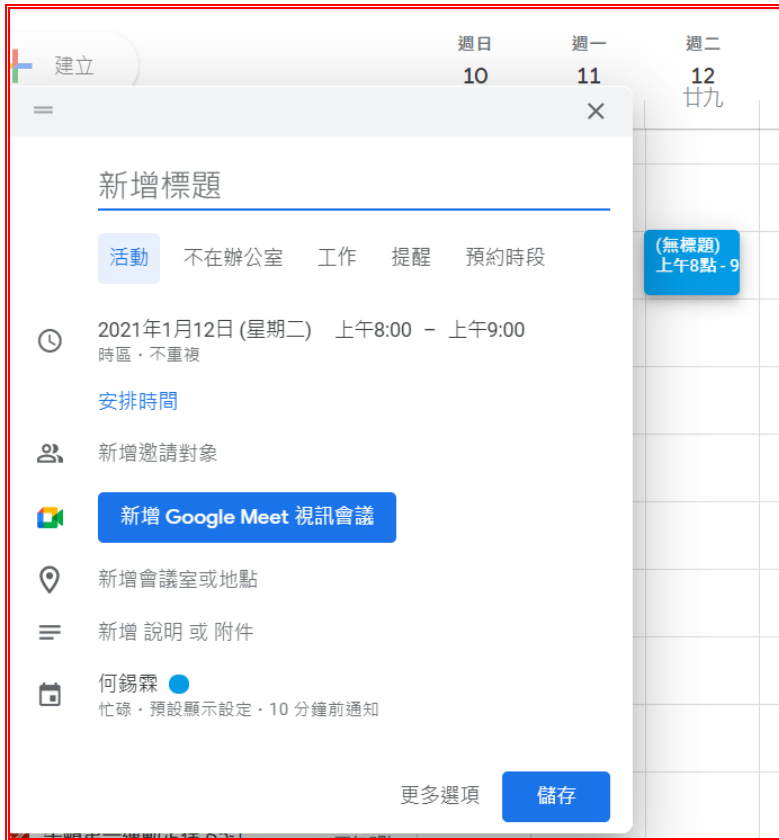 建立
週日 週一 週二
10 11 12
廿九
新增標題
活動 不在辦公室 工作 提醒 預約時段
(無標題)
上午8點 - 9
2021年1月12日 (星期二) 上午8:00 – 上午9:00
時區・不重複
安排時間
新增邀請對象
新增 Google Meet 視訊會議
新增會議室或地點
新增 說明 或 附件
何錫霖
忙碌・預設顯示設定・10 分鐘前通知
更多選項 儲存